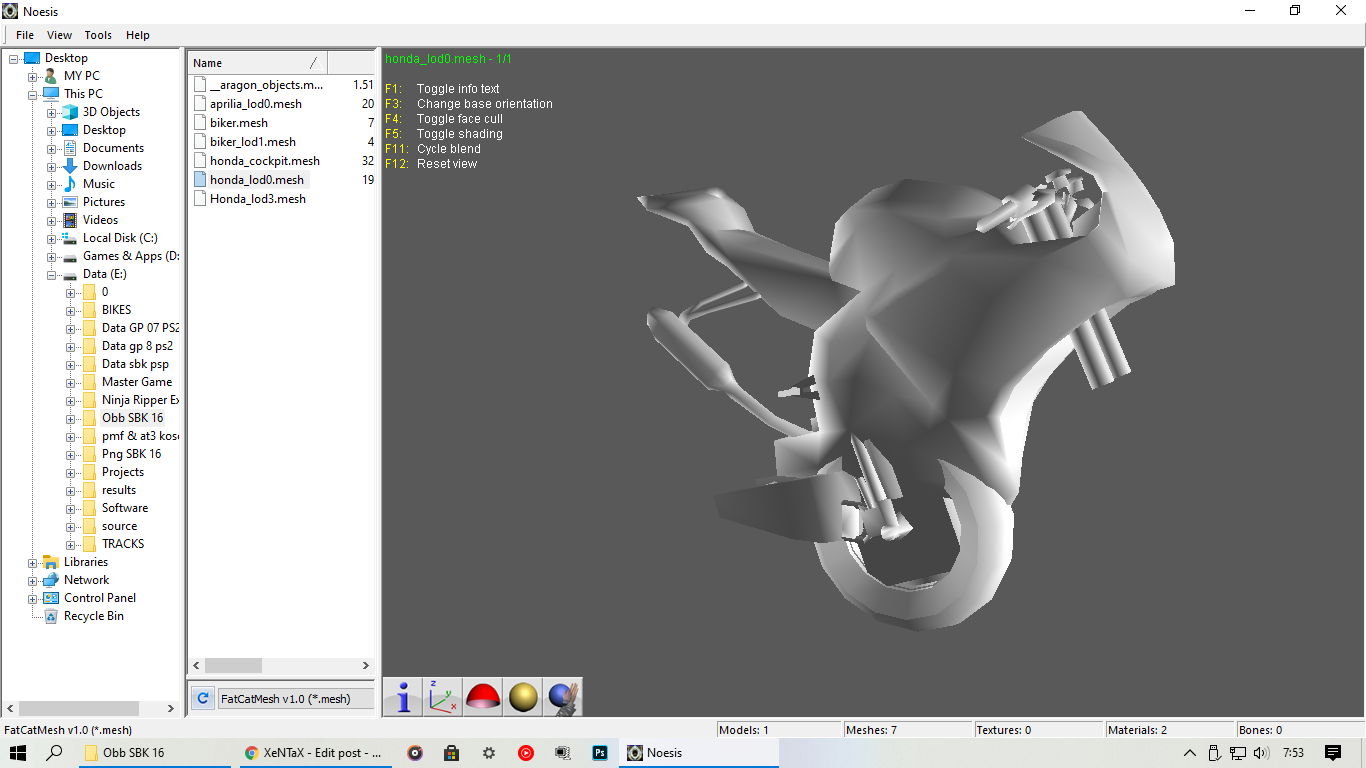 Noesis
File View Tools Help
Desktop
MY PC
This PC
3D Objects
Desktop
Documents
Downloads
Music
Pictures
Videos
Local Disk (C:)
Games & Apps (D:
Data (E:)
0
BIKES
Data GP 07 PS2
Data gp 8 ps2
Data sbk psp
Master Game
Ninja Ripper Ex
Obb SBK 16
pmf & at3 kose
Png SBK 16
Projects
results
Software
source
TRACKS
Libraries
Network
Control Panel
Recycle Bin
Name
__aragon_objects.m... 1.51
aprilia_lod0.mesh 20
biker.mesh 7
biker_lod1.mesh 4
honda_cockpit.mesh 32
honda_lod0.mesh 19
Honda_lod3.mesh
FatCatMesh v1.0 (*.mesh)
honda_lod0.mesh - 1/1
F1: Toggle info text
F3: Change base orientation
F4: Toggle face cull
F5: Toggle shading
F11: Cycle blend
F12: Reset view
i z y x
FatCatMesh v1.0 (*.mesh) Models: 1 Meshes: 7 Textures: 0 Materials: 2 Bones: 0
Obb SBK 16 XeNTaX - Edit post - ... Ps Noesis 7:53